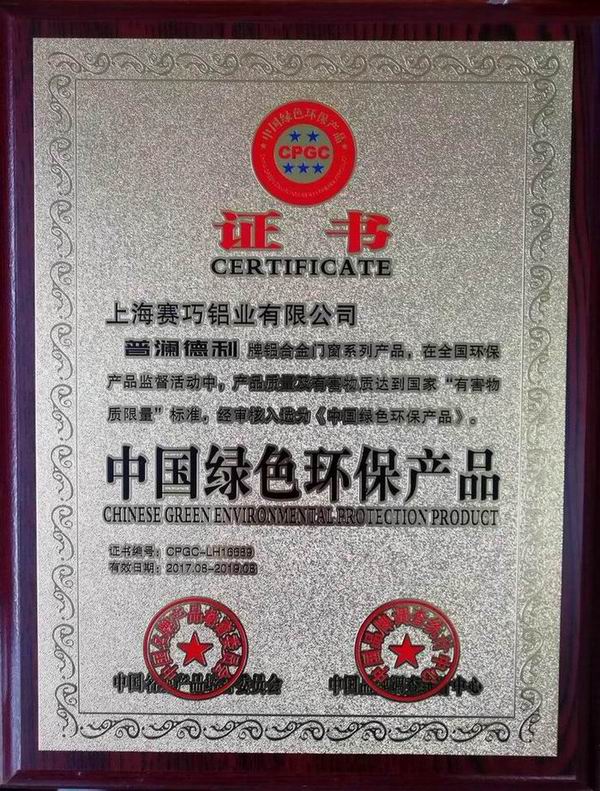 中国绿色环保产品
CPGC
证书
CERTIFICATE
上海赛巧铝业有限公司
普澜德利 牌铝合金门窗系列产品，在全国环保
产品监督活动中，产品质量及有害物质达到国家“有害物
质限量”标准，经审核入选为《中国绿色环保产品》。
中国绿色环保产品
CHINESE GREEN ENVIRONMENTAL PROTECTION PRODUCT
证书编号：CPGC-LH16689
有效日期：2017.08-2019.08